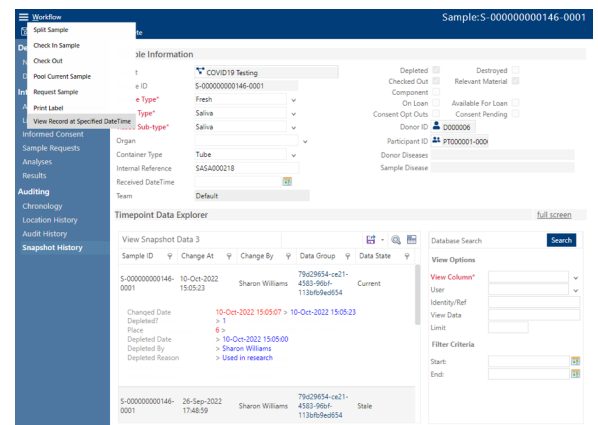 Workflow
Sample:S-000000000146-0001
Split Sample
Check In Sample
Check Out
Pool Current Sample
Request Sample
Print Label
View Record at Specified DateTime
Informed Consent
Sample Requests
Analyses
Results
Auditing
Chronology
Location History
Audit History
Snapshot History
Information
COVID19 Testing
S-000000000146-0001
Type* Fresh
Type* Saliva
Sub-type* Saliva
Organ
Container Type Tube
Internal Reference SASA000218
Received DateTime
Team Default
Depleted Destroyed
Checked Out Relevant Material
Component
On Loan Available For Loan
Consent Opt Outs Consent Pending
Donor ID D000006
Participant ID PT000001-000
Donor Diseases
Sample Disease
Timepoint Data Explorer full screen
View Snapshot Data 3
Sample ID Change At Change By Data Group Data State
S-000000000146-0001 10-Oct-2022 15:05:23 Sharon Williams 79d29654-ce21-4583-96bf-113bfb9ed654 Current
Changed Date 10-Oct-2022 15:05:07 > 10-Oct-2022 15:05:23
Depleted? > 1
Place 6 >
Depleted Date > 10-Oct-2022 15:05:00
Depleted By > Sharon Williams
Depleted Reason > Used in research
S-000000000146-0001 26-Sep-2022 17:48:59 Sharon Williams 79d29654-ce21-4583-96bf-113bfb9ed654 Stale
Database Search Search
View Options
View Column*
User
Identity/Ref
View Data
Limit
Filter Criteria
Start:
End: